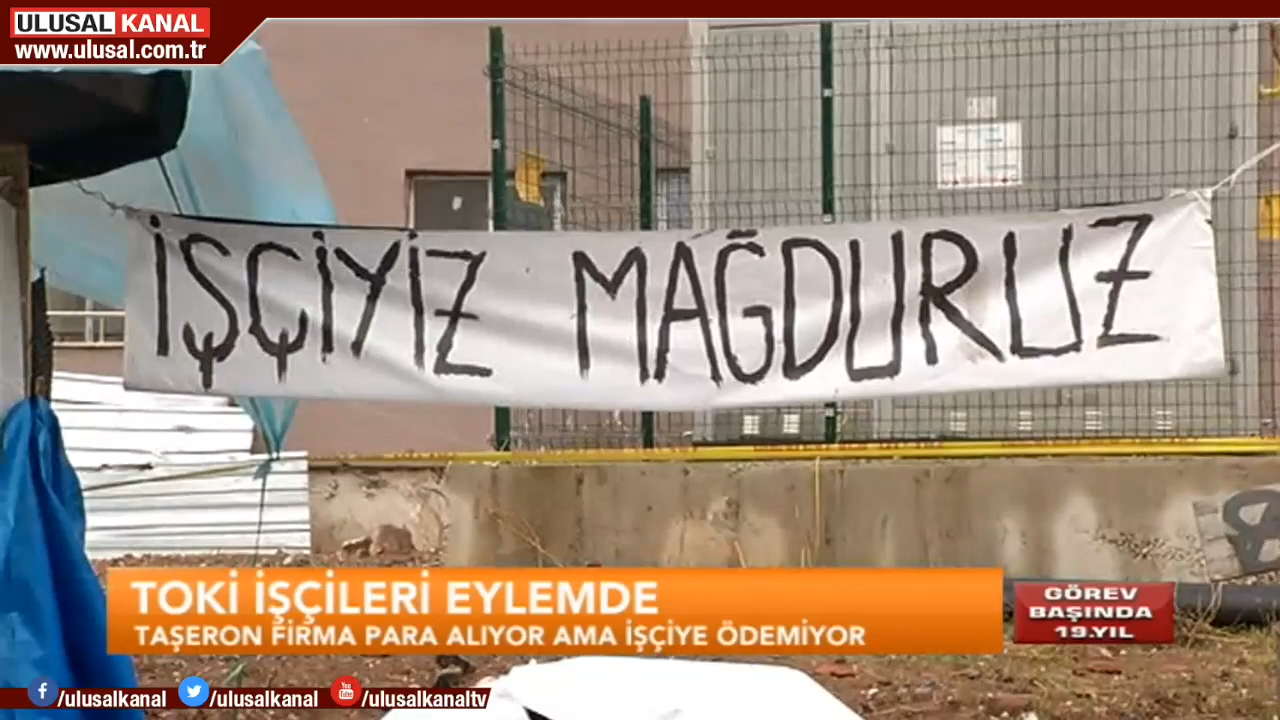 ULUSAL KANAL
www.ulusal.com.tr
İŞÇİYİZ MAĞDURUZ
TOKİ İŞÇİLERİ EYLEMDE
TAŞERON FİRMA PARA ALIYOR AMA İŞÇİYE ÖDEMİYOR
GÖREV
BAŞINDA
19.YIL
/ulusalkanal
/ulusalkanal
/ulusalkanaltv